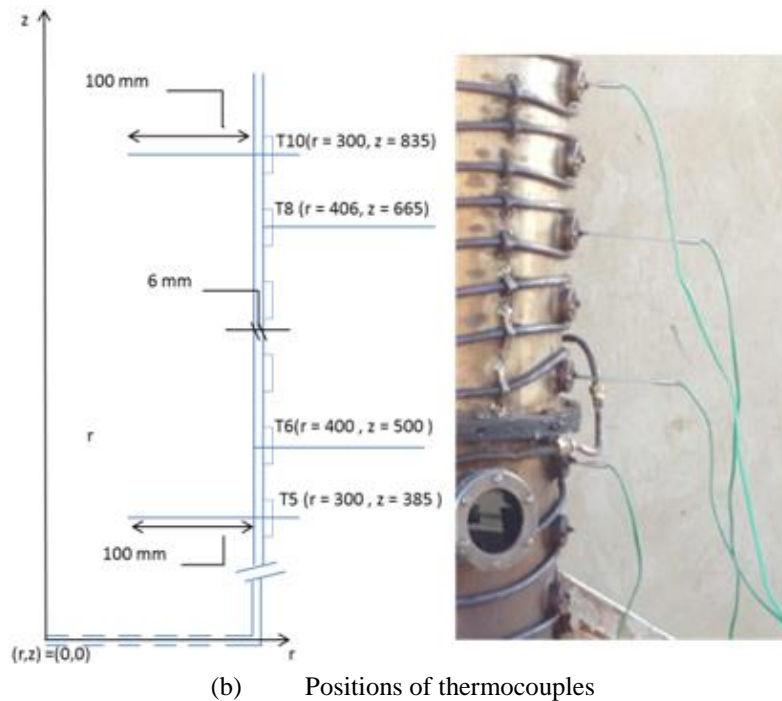 z
100 mm
T10(r = 300, z = 835)
T8 (r = 406, z = 665)
6 mm
r
T6(r = 400 , z = 500 )
T5 (r = 300 , z = 385 )
100 mm
(r,z) =(0,0)
r
(b) Positions of thermocouples